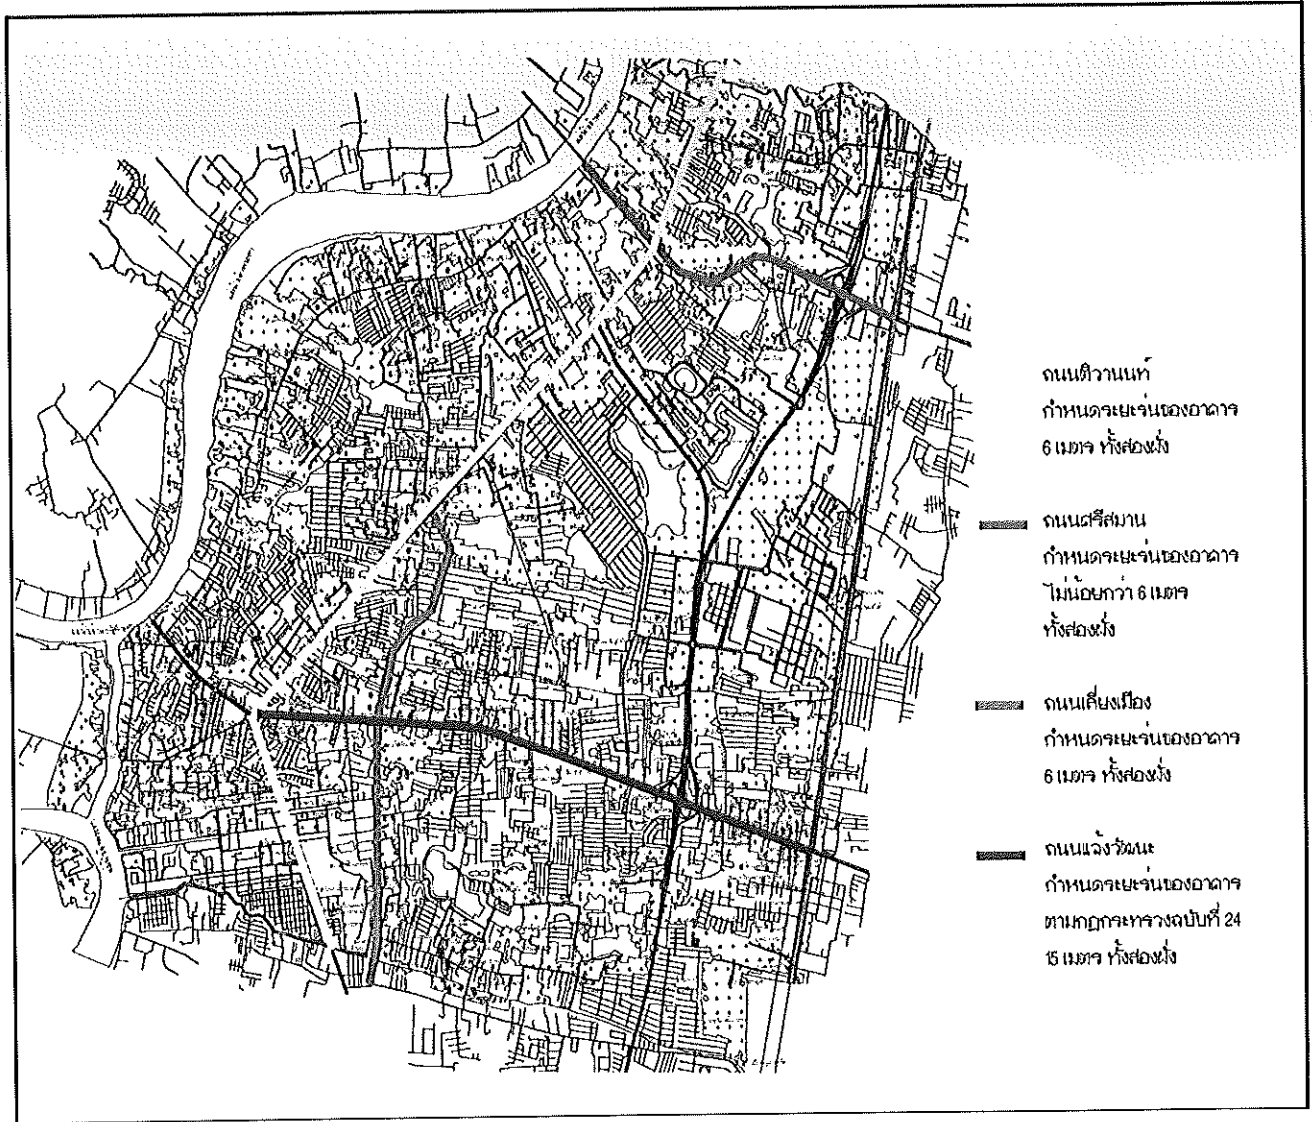 ถนนติวานนท์
กำหนดระยะร่นของอาคาร
6 เมตร ทั้งสองฝั่ง
ถนนศรีสมาน
กำหนดระยะร่นของอาคาร
ไม่น้อยกว่า 6 เมตร
ทั้งสองฝั่ง
ถนนเลี่ยงเมือง
กำหนดระยะร่นของอาคาร
6 เมตร ทั้งสองฝั่ง
ถนนแจ้งวัฒนะ
กำหนดระยะร่นของอาคาร
ตามกฎกระทรวงฉบับที่ 24
15 เมตร ทั้งสองฝั่ง